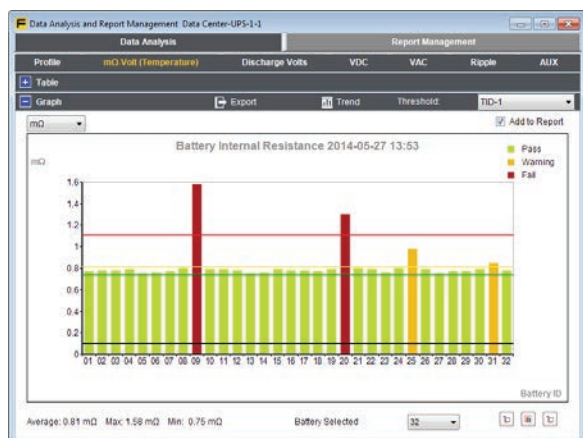 Data Analysis and Report Management Data Center-UPS-1-1
Data Analysis Report Management
Profile mΩ Volt (Temperature) Discharge Volts VDC VAC Ripple AUX
Table
Graph Export Trend Threshold: TID-1
mΩ Add to Report
Battery Internal Resistance 2014-05-27 13:53
mΩ
Pass
Warning
Fail
1.6
1.4
1.2
1
0.8
0.6
0.4
0.2
0
01 02 03 04 05 06 07 08 09 10 11 12 13 14 15 16 17 18 19 20 21 22 23 24 25 26 27 28 29 30 31 32
Battery ID
Average: 0.81 mΩ Max: 1.58 mΩ Min: 0.75 mΩ Battery Selected 32